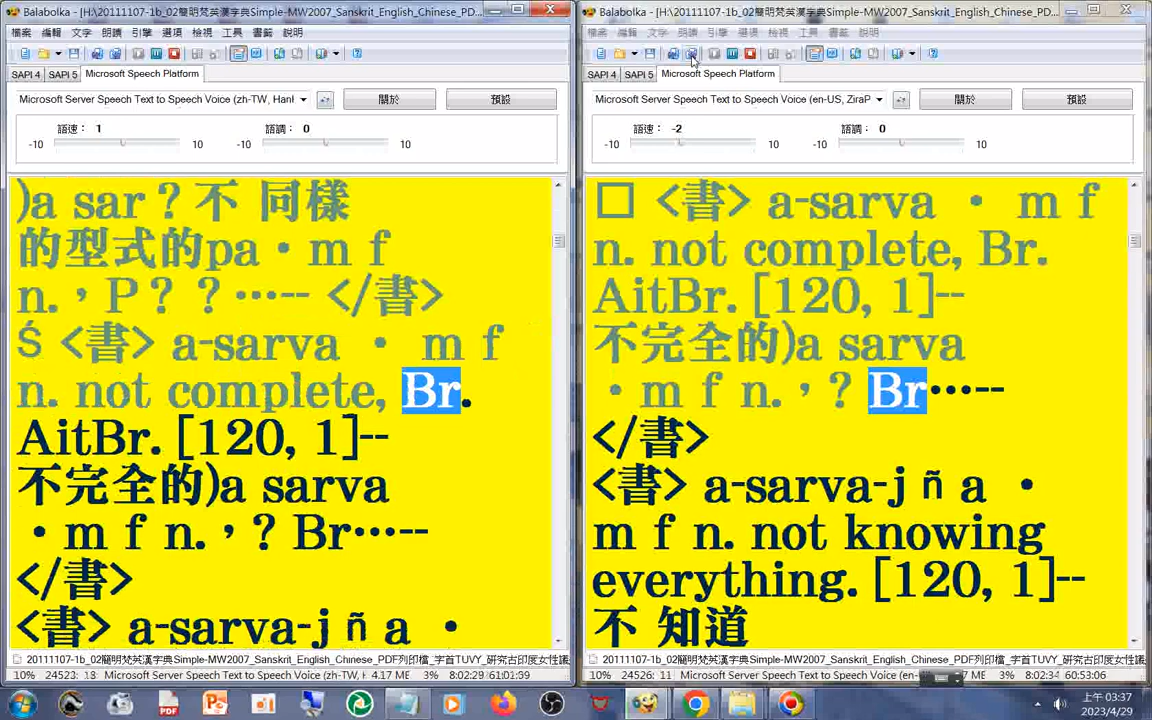 Balabolka - [H:\20111107-1b_02簡明梵英漢字典Simple-MW2007_Sanskrit_English_Chinese_PD...
檔案 編輯 文字 朗讀 引擎 選項 檢視 工具 書籤 說明
SAPI 4 SAPI 5 Microsoft Speech Platform
Microsoft Server Speech Text to Speech Voice (zh-TW, Hanl
關於 預設
語速： 1 語調： 0
-10 10 -10 10
)a sar？不 同樣
的型式的pa・m f
n.，P？？…-- </書>
Ś <書> a-sarva ・ m f
n. not complete, Br.
AitBr. [120, 1]--
不完全的)a sarva
・m f n.，？Br…--
</書>
<書> a-sarva-j ñ a ・
20111107-1b_02簡明梵英漢字典Simple-MW2007_Sanskrit_English_Chinese_PDF列印檔_字首TUVY_研究古印度女性議
10% 24523: 18 Microsoft Server Speech Text to Speech Voice (zh-TW, H 4.17 ME 3% 8:02:29
Balabolka - [H:\20111107-1b_02簡明梵英漢字典Simple-MW2007_Sanskrit_English_Chinese_PD...
檔案 編輯 文字 朗讀 引擎 選項 檢視 工具 書籤 說明
SAPI 4 SAPI 5 Microsoft Speech Platform
Microsoft Server Speech Text to Speech Voice (en-US, ZiraP
關於 預設
語速： -2 語調： 0
-10 10 -10 10
□ <書> a-sarva ・ m f
n. not complete, Br.
AitBr. [120, 1]--
不完全的)a sarva
・m f n.，？Br…--
</書>
<書> a-sarva-j ñ a ・
m f n. not knowing
everything. [120, 1]--
不 知道
20111107-1b_02簡明梵英漢字典Simple-MW2007_Sanskrit_English_Chinese_PDF列印檔_字首TUVY_研究古印度女性議
10% 24526: 11 Microsoft Server Speech Text to Speech Voice (en-US, 4.17 ME 3% 8:02:34 60:53:06
上午 03:37
2023/4/29